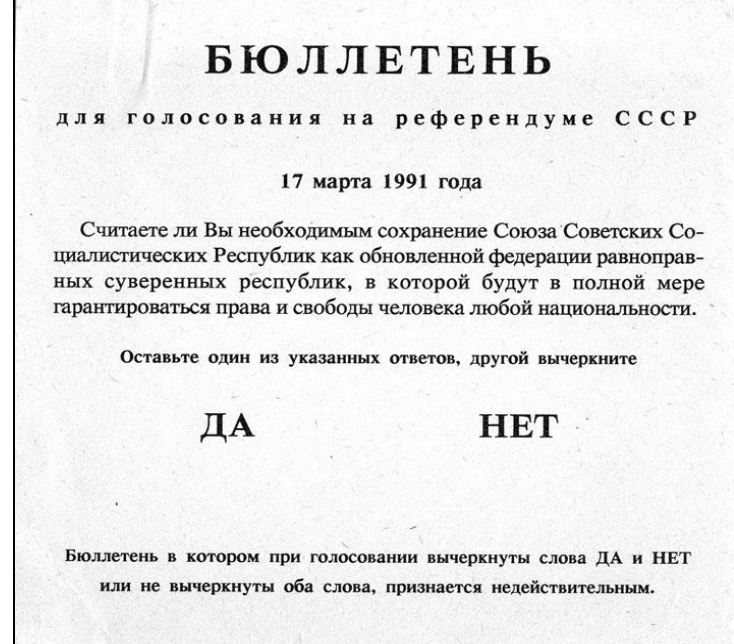 БЮЛЛЕТЕНЬ
для голосования на референдуме СССР
17 марта 1991 года
Считаете ли Вы необходимым сохранение Союза Советских Со-
циалистических Республик как обновленной федерации равноправ-
ных суверенных республик, в которой будут в полной мере
гарантироваться права и свободы человека любой национальности.
Оставьте один из указанных ответов, другой вычеркните
ДА НЕТ
Бюллетень в котором при голосовании вычеркнуты слова ДА и НЕТ
или не вычеркнуты оба слова, признается недействительным.